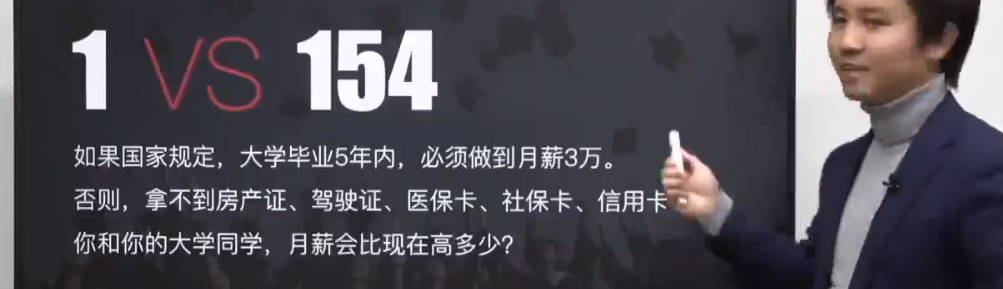 1 VS 154
如果国家规定，大学毕业5年内，必须做到月薪3万。
否则，拿不到房产证、驾驶证、医保卡、社保卡、信用卡
你和你的大学同学，月薪会比现在高多少？